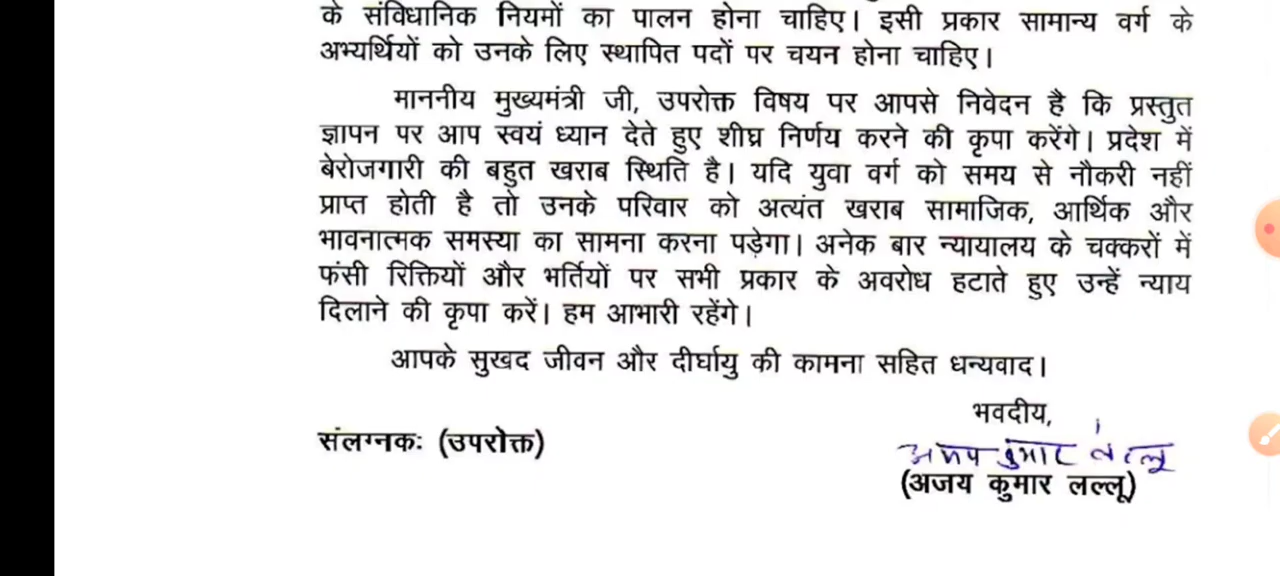 के संविधानिक नियमों का पालन होना चाहिए। इसी प्रकार सामान्य वर्ग के
अभ्यर्थियों को उनके लिए स्थापित पदों पर चयन होना चाहिए।
माननीय मुख्यमंत्री जी, उपरोक्त विषय पर आपसे निवेदन है कि प्रस्तुत
ज्ञापन पर आप स्वयं ध्यान देते हुए शीघ्र निर्णय करने की कृपा करेंगे। प्रदेश में
बेरोजगारी की बहुत खराब स्थिति है। यदि युवा वर्ग को समय से नौकरी नहीं
प्राप्त होती है तो उनके परिवार को अत्यंत खराब सामाजिक, आर्थिक और
भावनात्मक समस्या का सामना करना पड़ेगा। अनेक बार न्यायालय के चक्करों में
फंसी रिक्तियों और भर्तियों पर सभी प्रकार के अवरोध हटाते हुए उन्हें न्याय
दिलाने की कृपा करें। हम आभारी रहेंगे।
आपके सुखद जीवन और दीर्घायु की कामना सहित धन्यवाद।
भवदीय,
संलग्नकः (उपरोक्त)
अजय कुमार लल्लू
(अजय कुमार लल्लू)